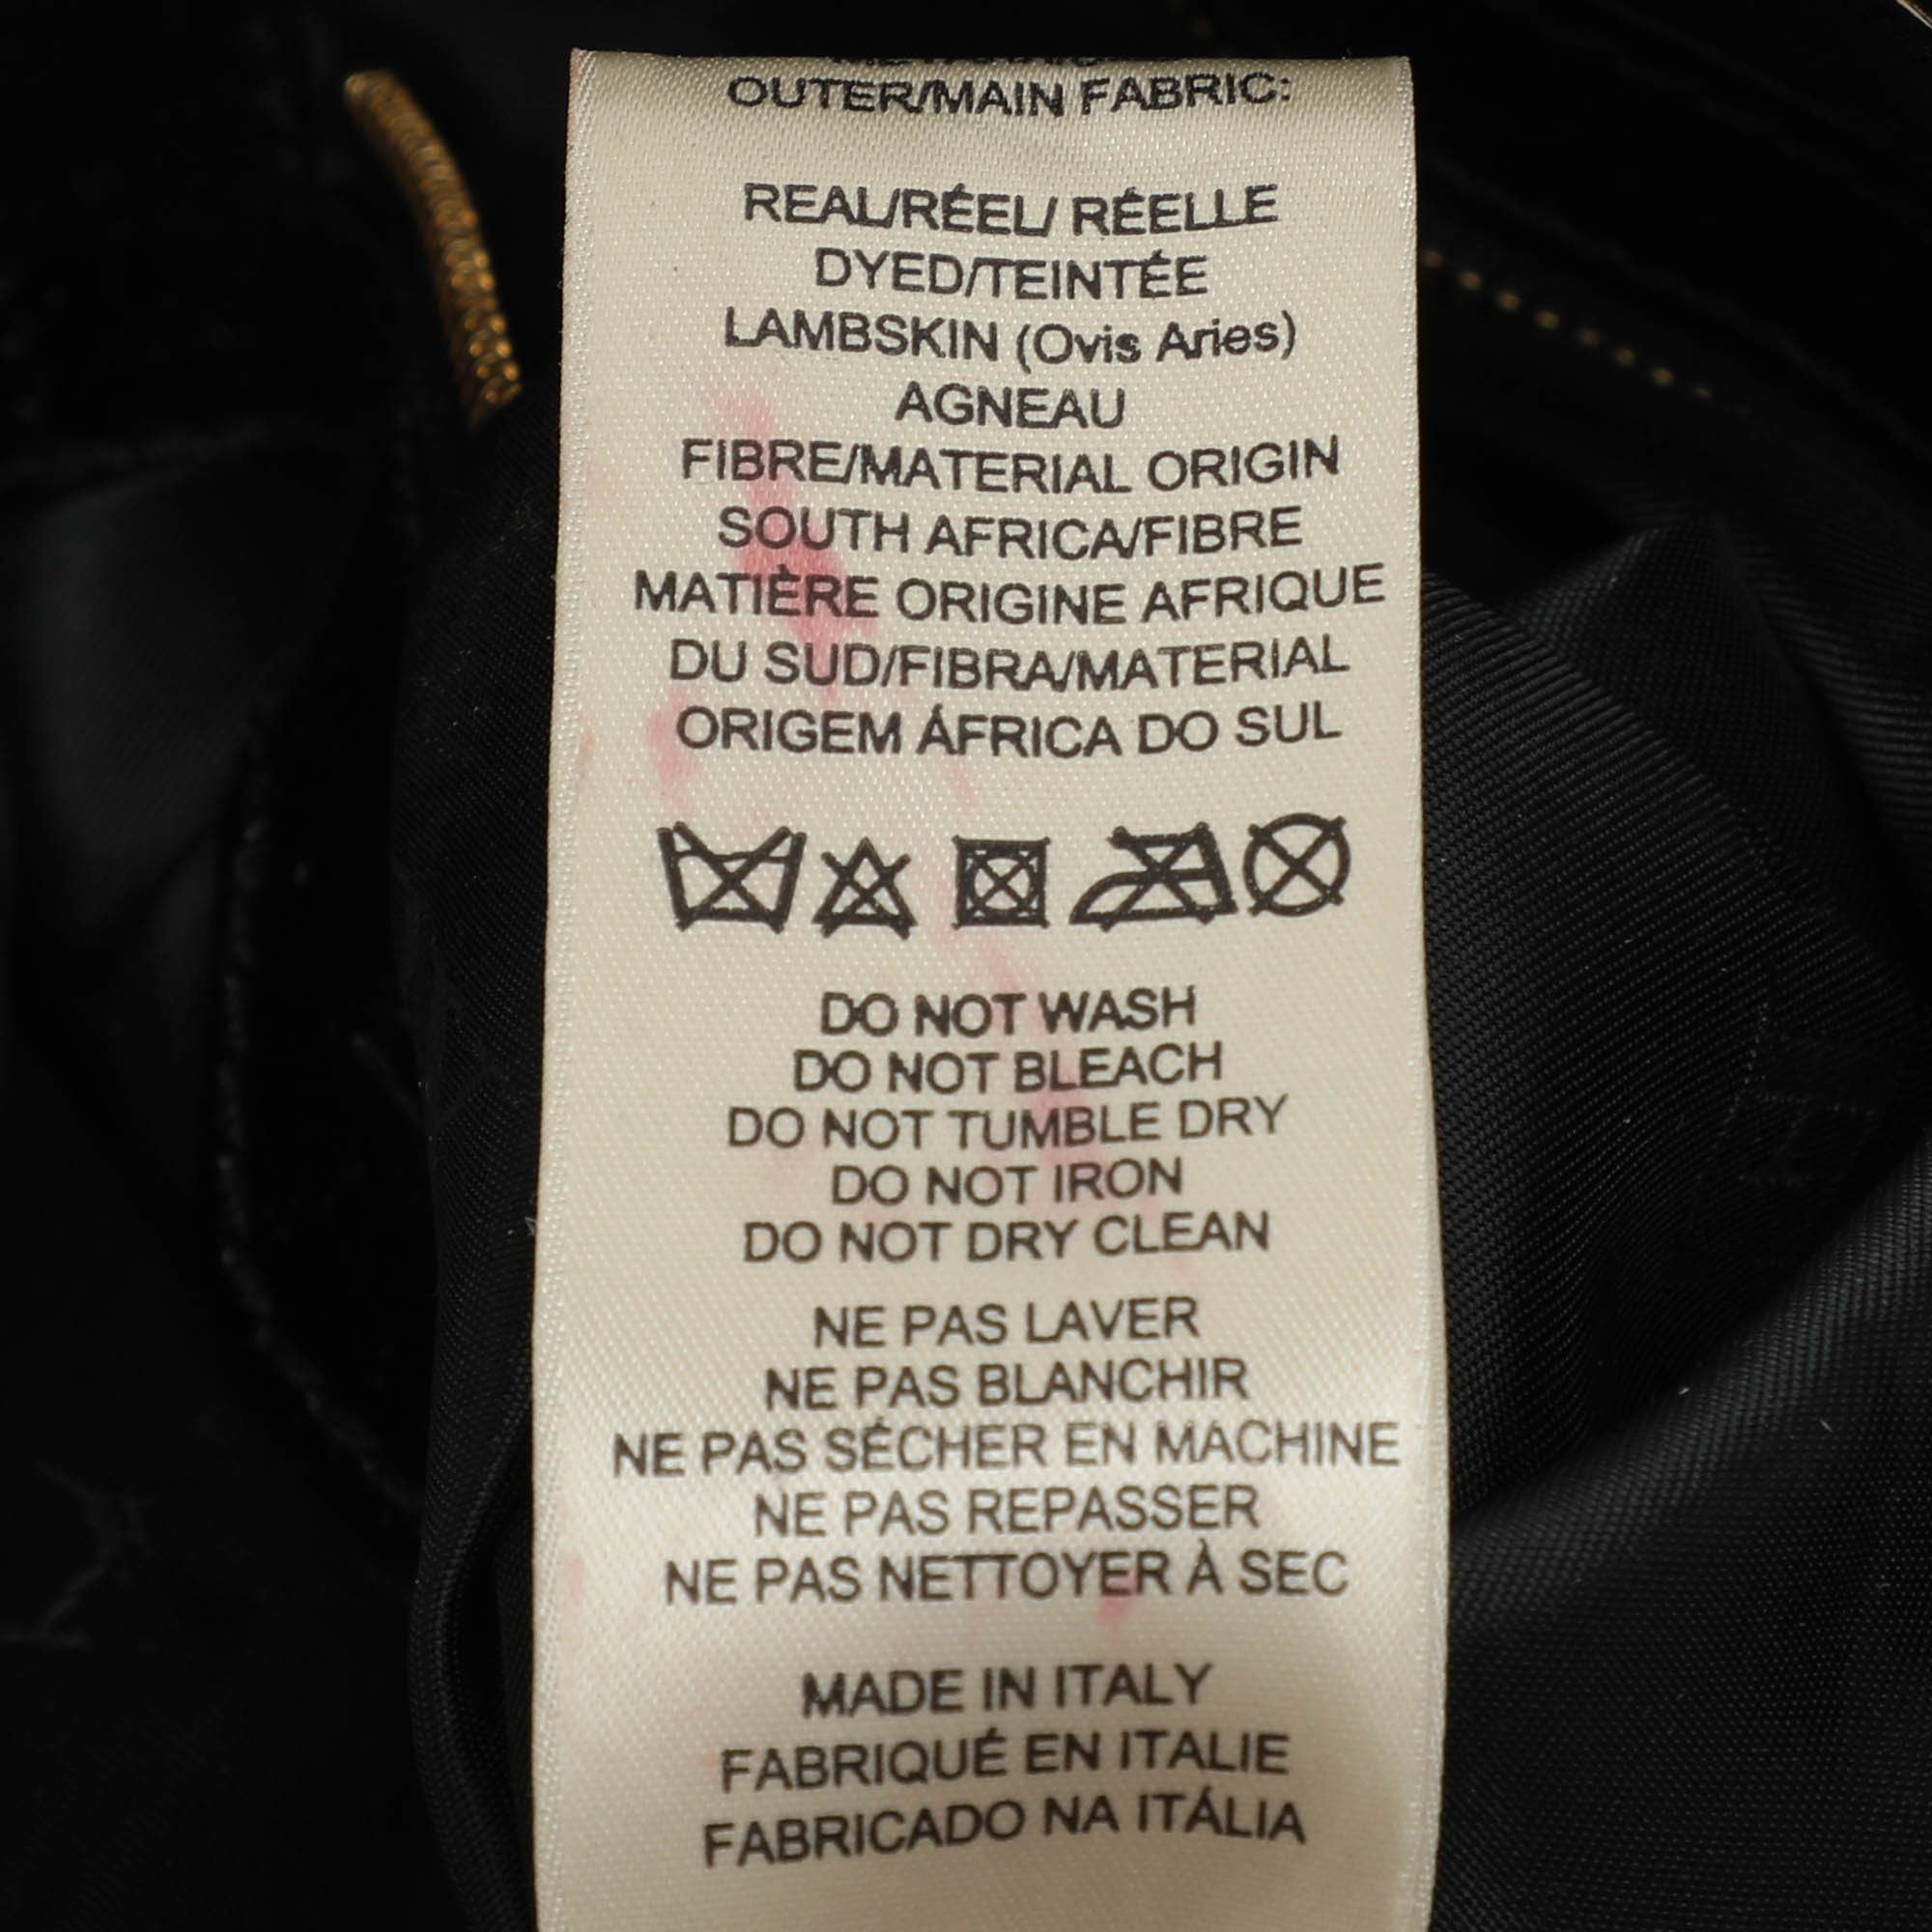 OUTER/MAIN FABRIC:
REAL/RÉEL/ RÉELLE
DYED/TEINTÉE
LAMBSKIN (Ovis Aries)
AGNEAU
FIBRE/MATERIAL ORIGIN
SOUTH AFRICA/FIBRE
MATIÈRE ORIGINE AFRIQUE
DU SUD/FIBRA/MATERIAL
ORIGEM ÁFRICA DO SUL
DO NOT WASH
DO NOT BLEACH
DO NOT TUMBLE DRY
DO NOT IRON
DO NOT DRY CLEAN
NE PAS LAVER
NE PAS BLANCHIR
NE PAS SÉCHER EN MACHINE
NE PAS REPASSER
NE PAS NETTOYER À SEC
MADE IN ITALY
FABRIQUÉ EN ITALIE
FABRICADO NA ITÁLIA